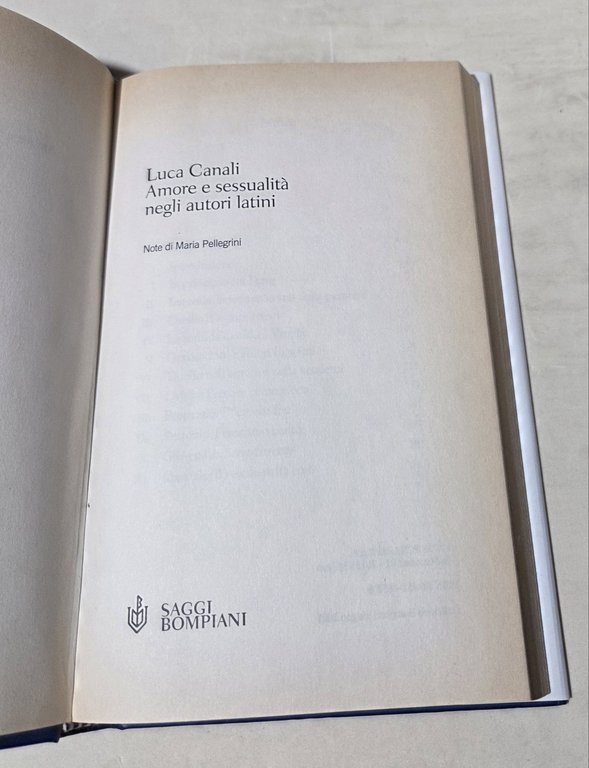 Luca Canali
Amore e sessualità
negli autori latini
Note di Maria Pellegrini
SAGGI
BOMPIANI